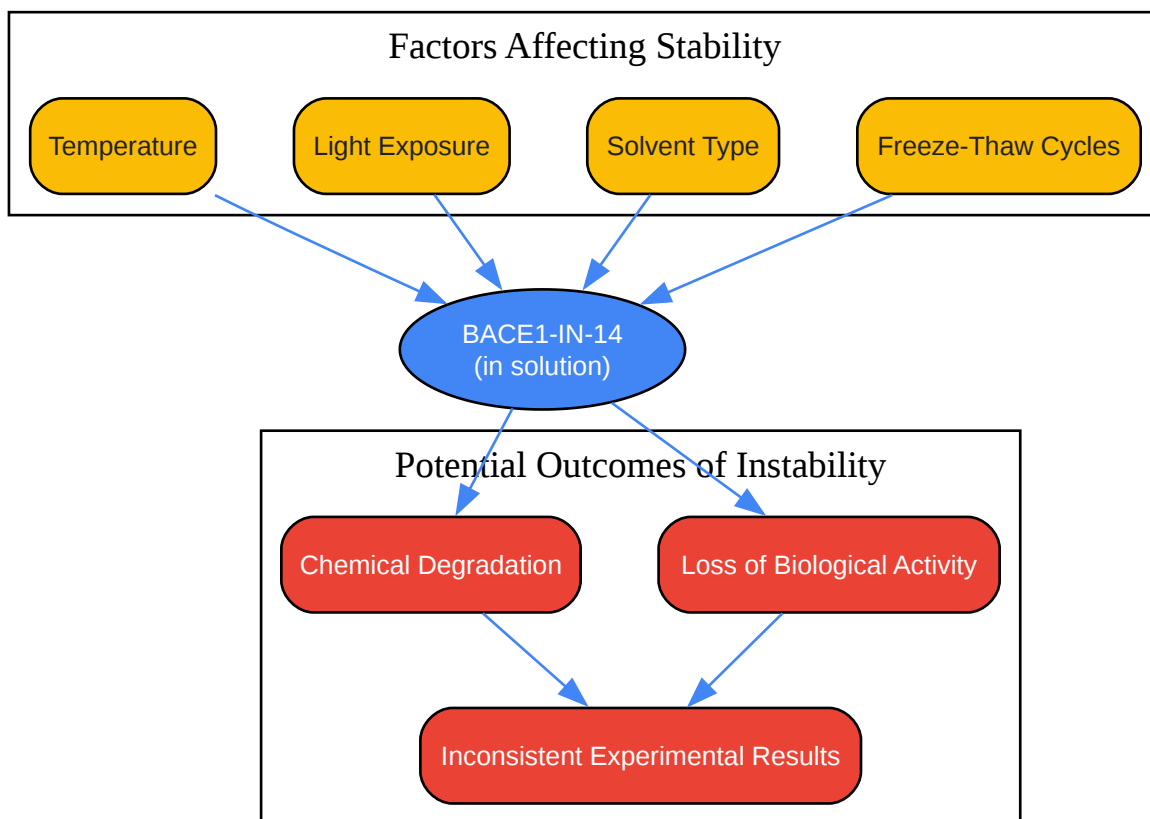 Factors Affecting Stability
Temperature
Light Exposure
Solvent Type
Freeze-Thaw Cycles
BACE1-IN-14
(in solution)
Potential Outcomes of Instability
Chemical Degradation
Loss of Biological Activity
Inconsistent Experimental Results